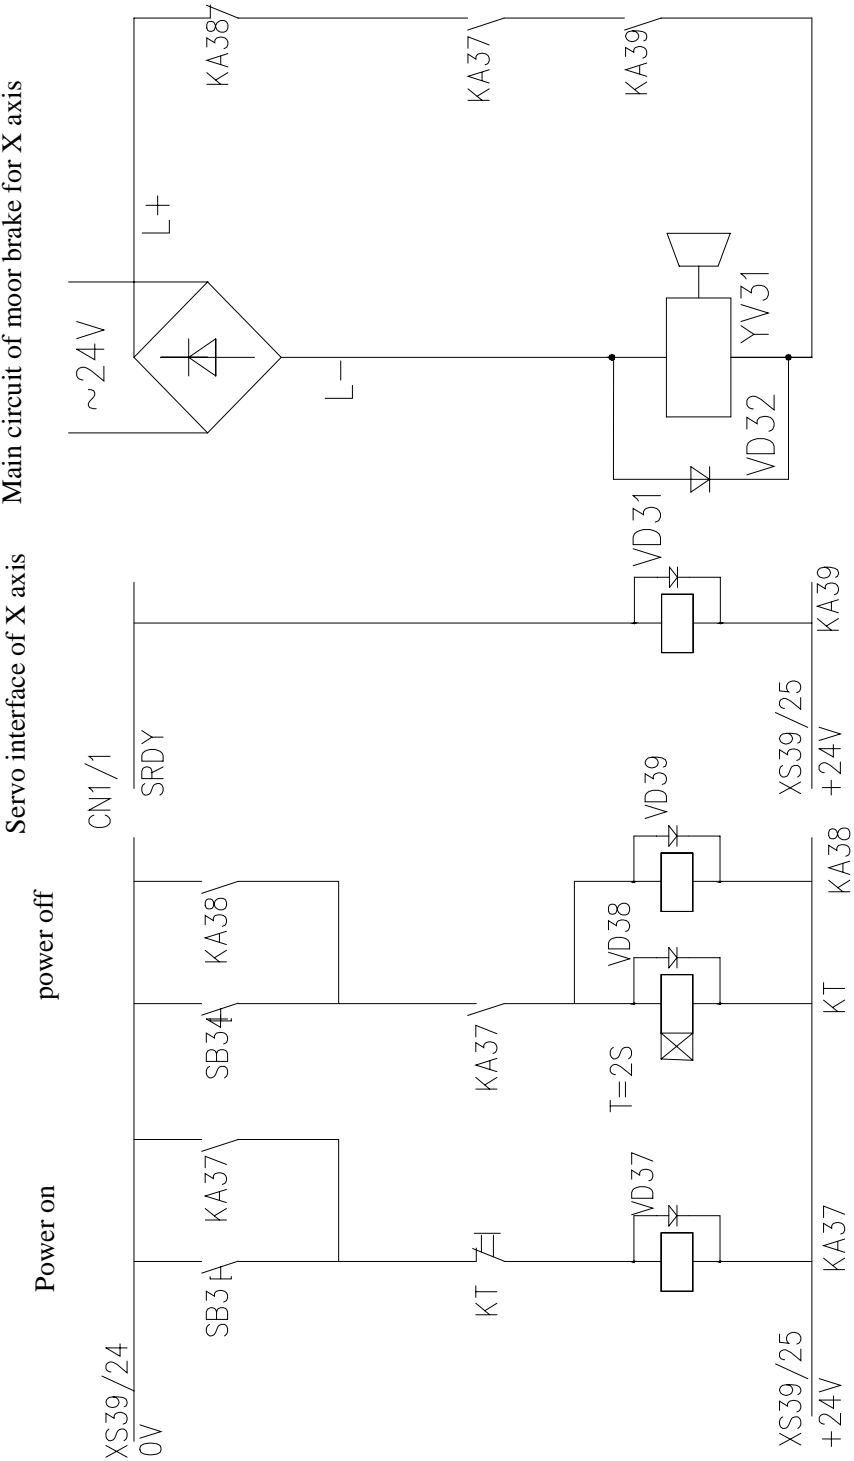 Power on
power off
Servo interface of X axis
Main circuit of moor brake for X axis
XS39/24
0V
CN1/1
SRDY
~24V
L+
L-
SB3
KA37
SB34
KA38
KA38
KA37
KA39
KT
KA37
T=2S
VD37
VD38
VD39
VD31
VD32
YV31
XS39/25
+24V
KA37
KT
KA38
XS39/25
+24V
KA39